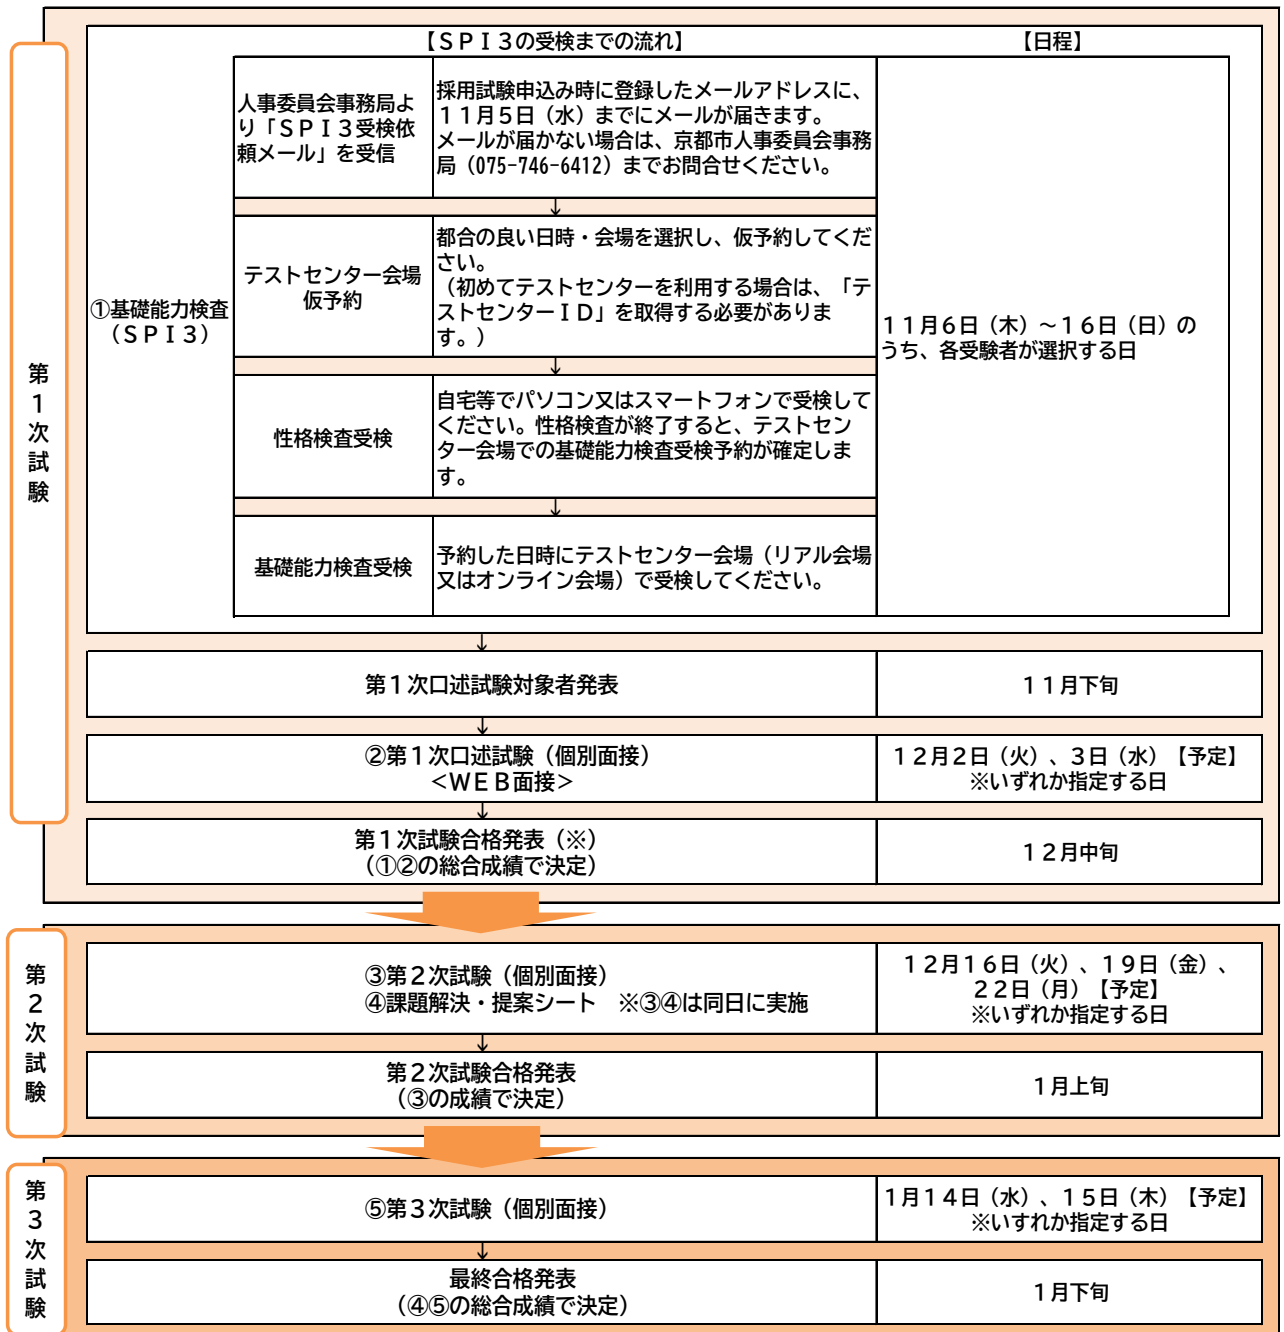 【ＳＰＩ３の受検までの流れ】
【日程】
第１次試験
①基礎能力検査
（ＳＰＩ３）
人事委員会事務局よ
り「ＳＰＩ３受検依
頼メール」を受信
採用試験申込み時に登録したメールアドレスに、
１１月５日（水）までにメールが届きます。
メールが届かない場合は、京都市人事委員会事務
局（075-746-6412）までお問合せください。
↓
テストセンター会場
仮予約
都合の良い日時・会場を選択し、仮予約してくだ
さい。
（初めてテストセンターを利用する場合は、「テ
ストセンターＩＤ」を取得する必要がありま
す。）
１１月６日（木）～１６日（日）の
うち、各受験者が選択する日
↓
性格検査受検
自宅等でパソコン又はスマートフォンで受検して
ください。性格検査が終了すると、テストセン
ター会場での基礎能力検査受検予約が確定しま
す。
↓
基礎能力検査受検
予約した日時にテストセンター会場（リアル会場
又はオンライン会場）で受検してください。
↓
第１次口述試験対象者発表
１１月下旬
↓
②第１次口述試験（個別面接）
＜ＷＥＢ面接＞
１２月２日（火）、３日（水）【予定】
※いずれか指定する日
↓
第１次試験合格発表（※）
（①②の総合成績で決定）
１２月中旬
第２次試験
③第２次試験（個別面接）
④課題解決・提案シート　※③④は同日に実施
１２月１６日（火）、１９日（金）、
２２日（月）【予定】
※いずれか指定する日
↓
第２次試験合格発表
（③の成績で決定）
１月上旬
第３次試験
⑤第３次試験（個別面接）
１月１４日（水）、１５日（木）【予定】
※いすれか指定する日
↓
最終合格発表
（④⑤の総合成績で決定）
１月下旬